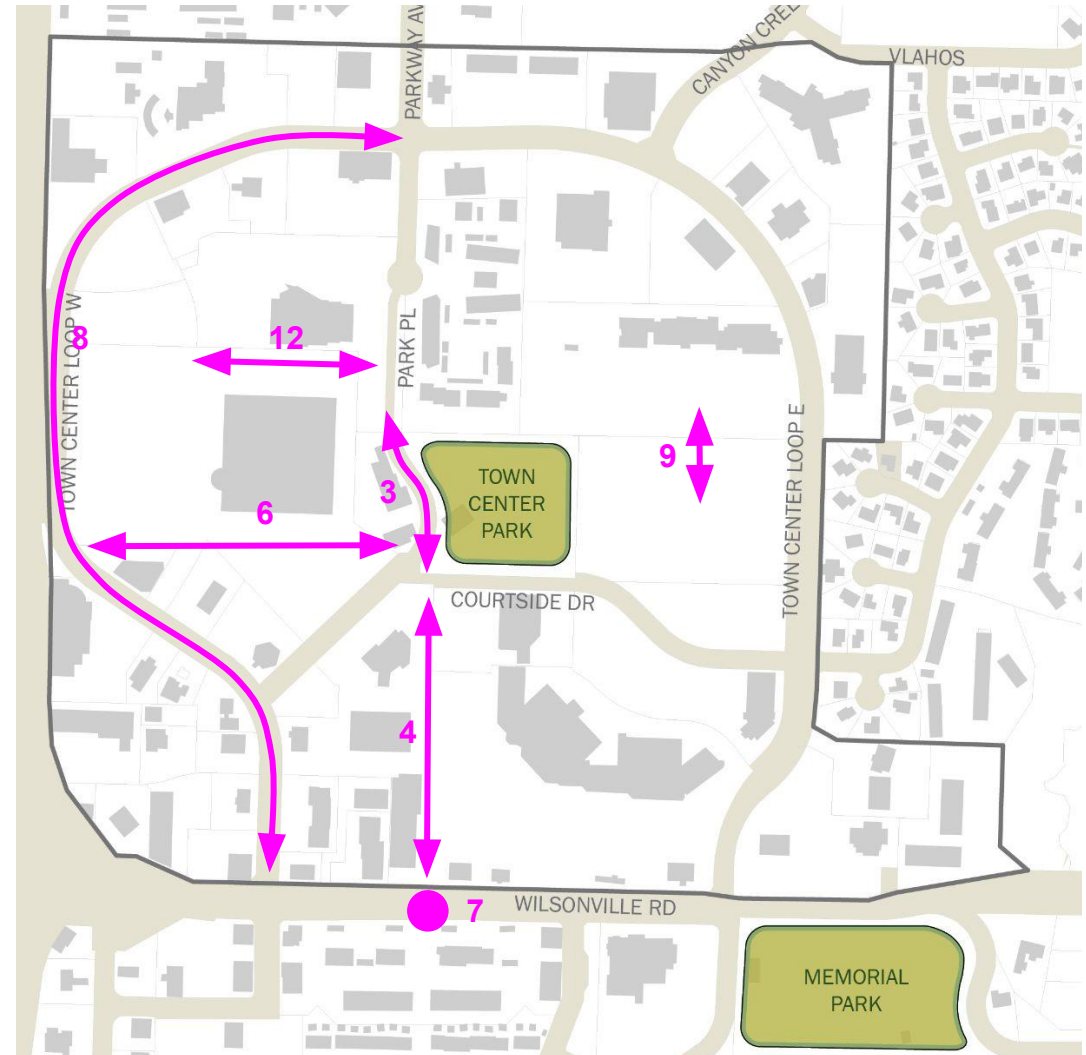 PARKWAY AV
CANYON CREE
VLAHOS
TOWN CENTER LOOP W
8
12
PARK PL
TOWN
CENTER
PARK
3
9
6
TOWN CENTER LOOP E
COURTSIDE DR
4
7
WILSONVILLE RD
MEMORIAL
PARK